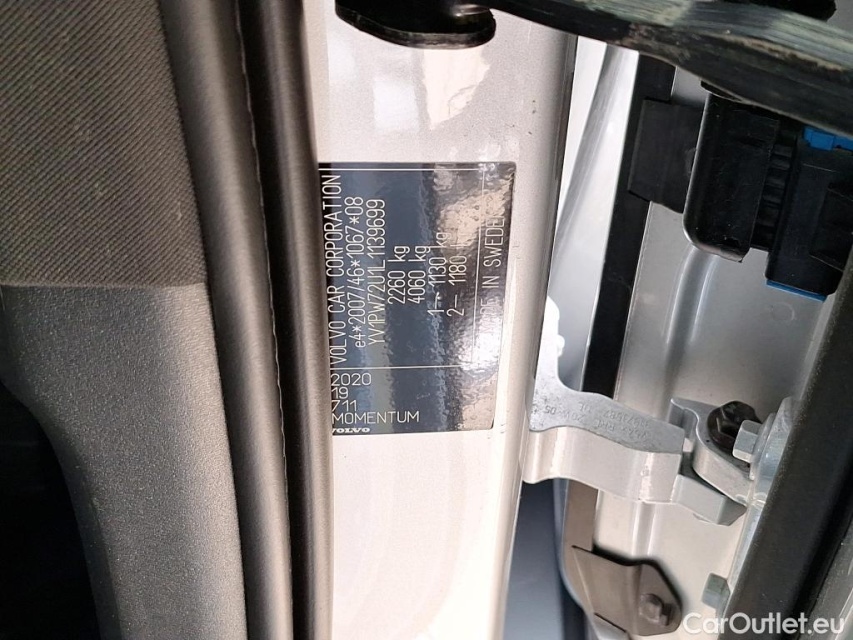 VOLVO CAR CORPORATION
e4*2007/46*1067*08
YV1PW72U1L1139699
2260 kg
4060 kg
1– 1130 kg
2– 1180
IN SWEDEN
2020
19
711
MOMENTUM
VOLVO
CarOutlet.eu